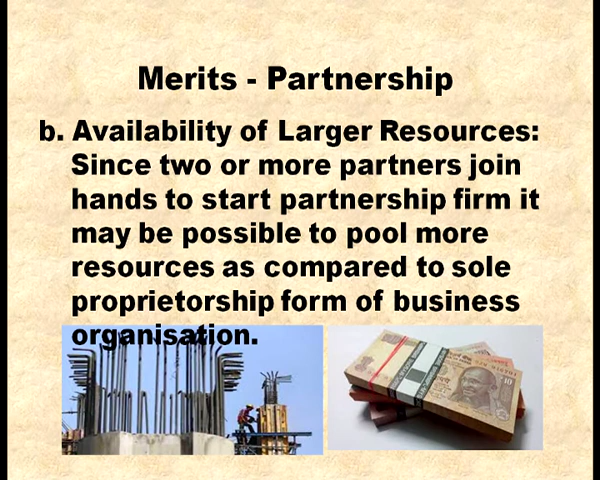 Merits - Partnership
b. Availability of Larger Resources:
Since two or more partners join
hands to start partnership firm it
may be possible to pool more
resources as compared to sole
proprietorship form of business
organisation.
10